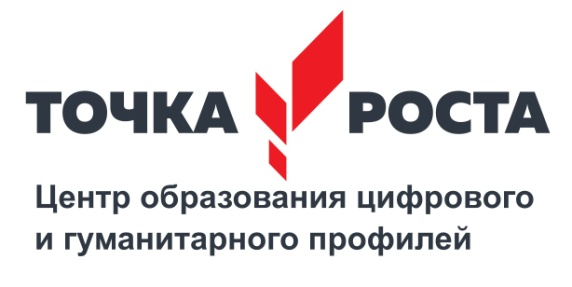 ТОЧКА РОСТА
Центр образования цифрового
и гуманитарного профилей